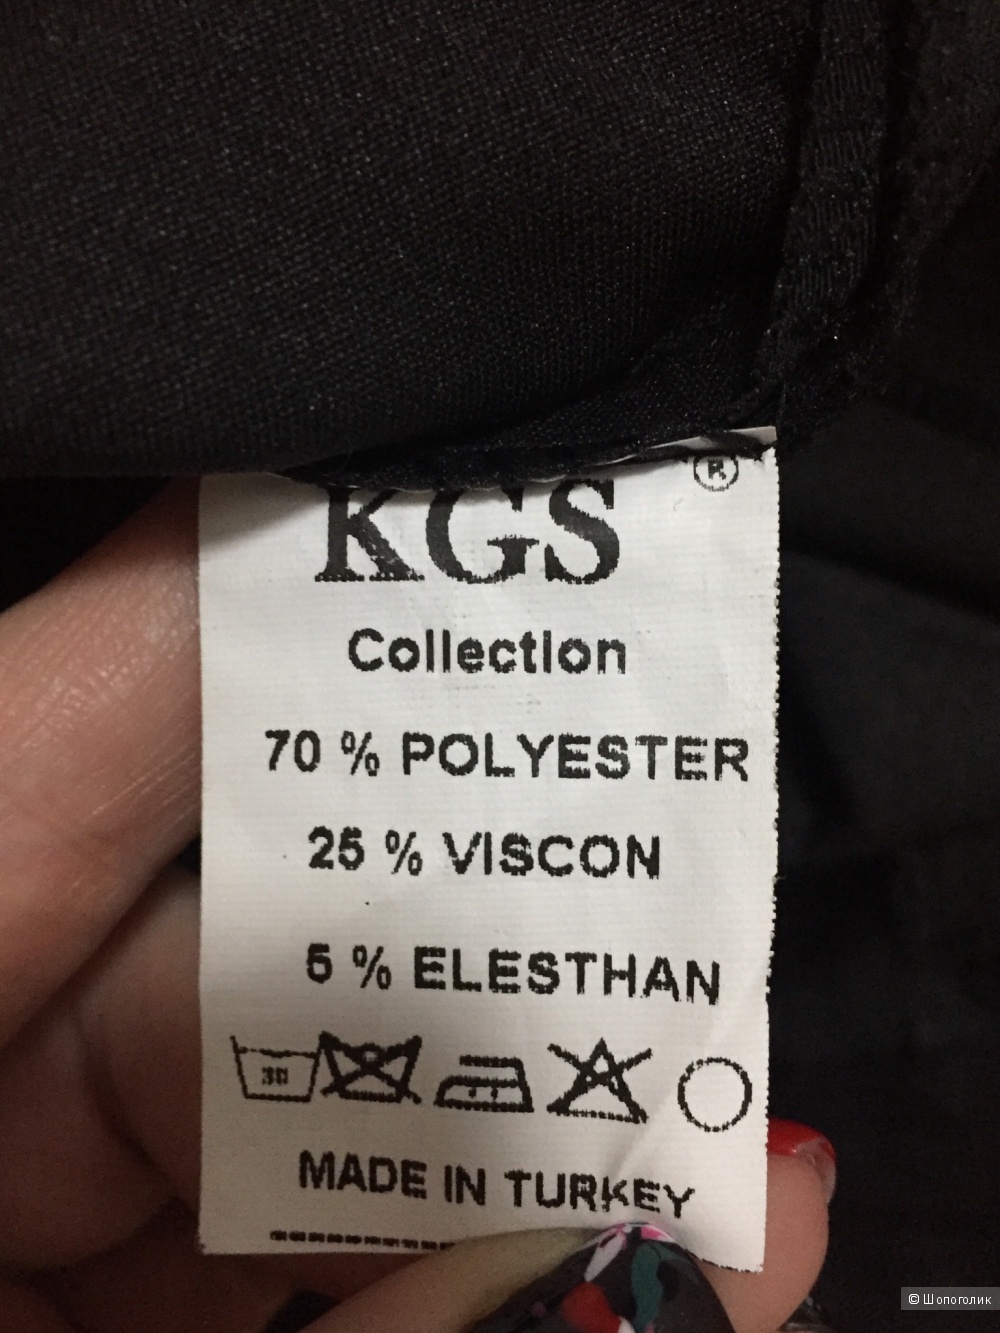 KGS ®
Collection
70 % POLYESTER
25 % VISCON
5 % ELESTHAN
30
MADE IN TURKEY
© Шопоголик